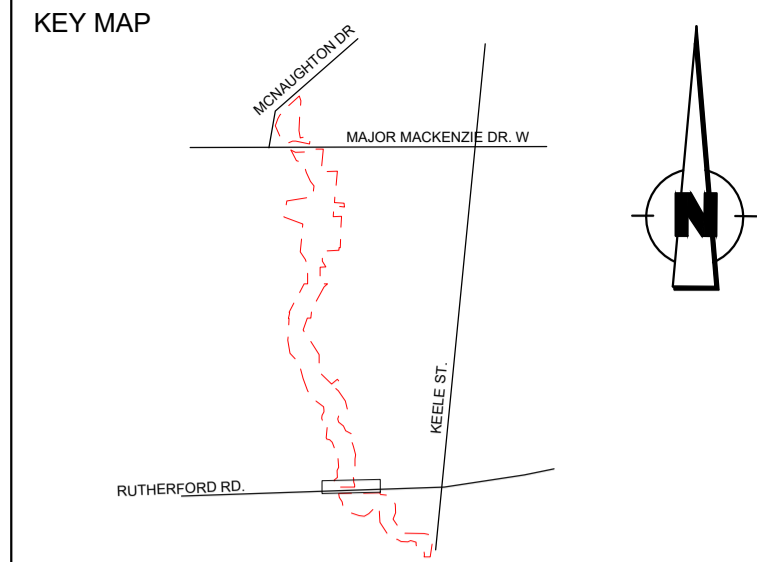 KEY MAP
MCNAUGHTON DR
MAJOR MACKENZIE DR. W
N
KEELE ST.
RUTHERFORD RD.